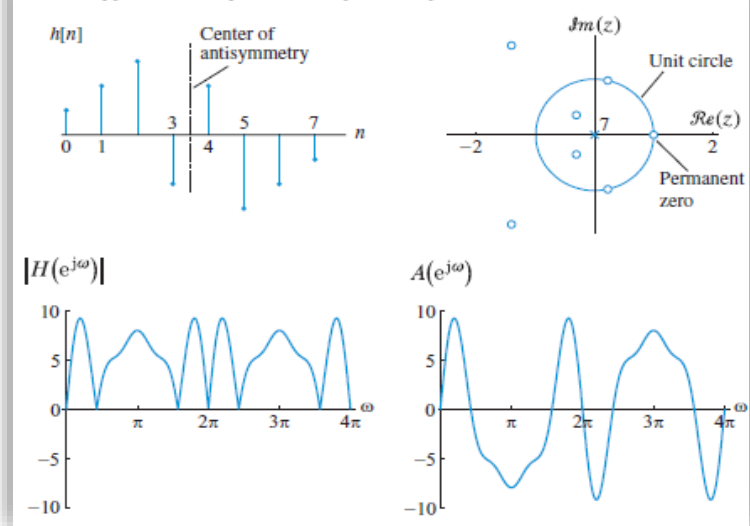 h[n]
Center of
antisymmetry
3 5 7 n
0 1 4
ℐm(z)
Unit circle
7
ℛe(z)
−2 2
Permanent
zero
|H(e^{jω})|
10
5
0
π 2π 3π 4π ω
−5
−10
A(e^{jω})
10
5
0
π 2π 3π 4π ω
−5
−10